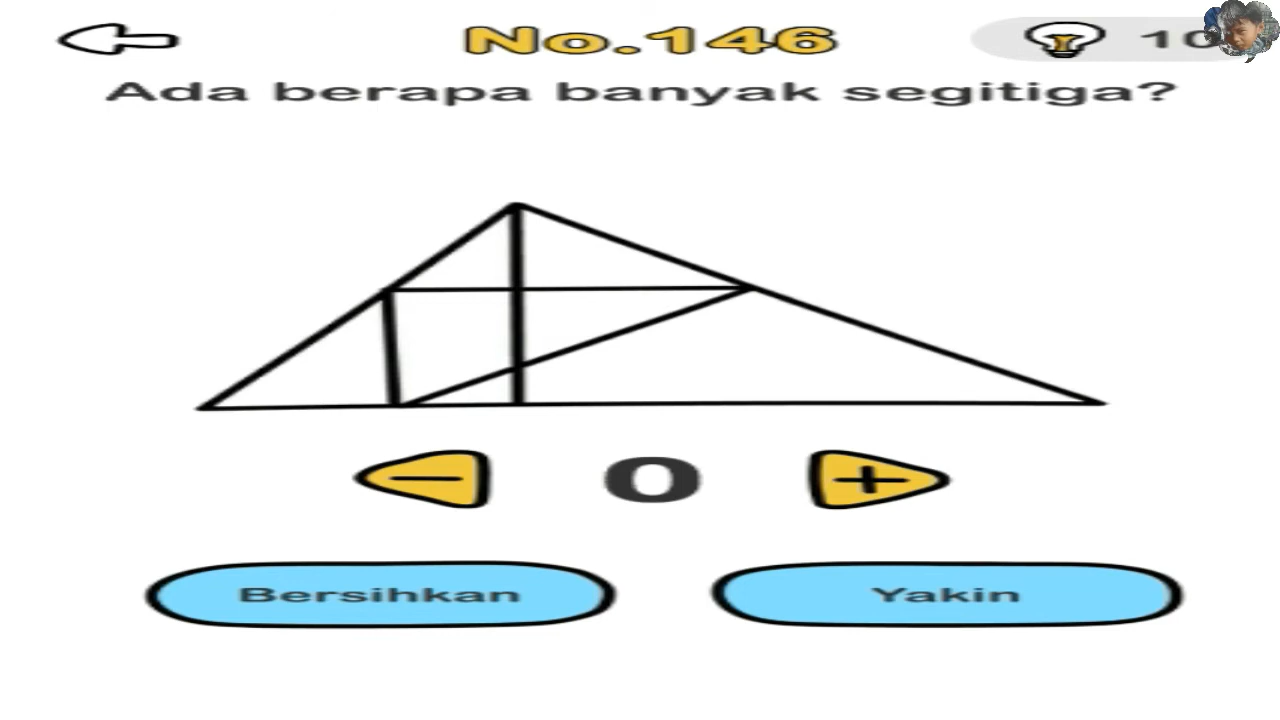 No.146
Ada berapa banyak segitiga?
- 0 +
Bersihkan
Yakin